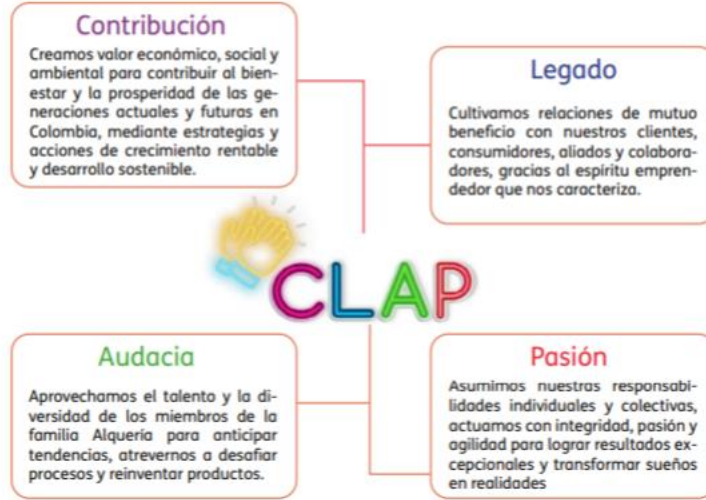 Contribución
Creamos valor económico, social y
ambiental para contribuir al bien-
estar y la prosperidad de las ge-
neraciones actuales y futuras en
Colombia, mediante estrategias y
acciones de crecimiento rentable
y desarrollo sostenible.
Legado
Cultivamos relaciones de mutuo
beneficio con nuestros clientes,
consumidores, aliados y colabora-
dores, gracias al espíritu empren-
dedor que nos caracteriza.
CLAP
Audacia
Aprovechamos el talento y la di-
versidad de los miembros de la
familia Alquería para anticipar
tendencias, atrevernos a desafiar
procesos y reinventar productos.
Pasión
Asumimos nuestras responsabi-
lidades individuales y colectivas,
actuamos con integridad, pasión y
agilidad para lograr resultados ex-
cepcionales y transformar sueños
en realidades